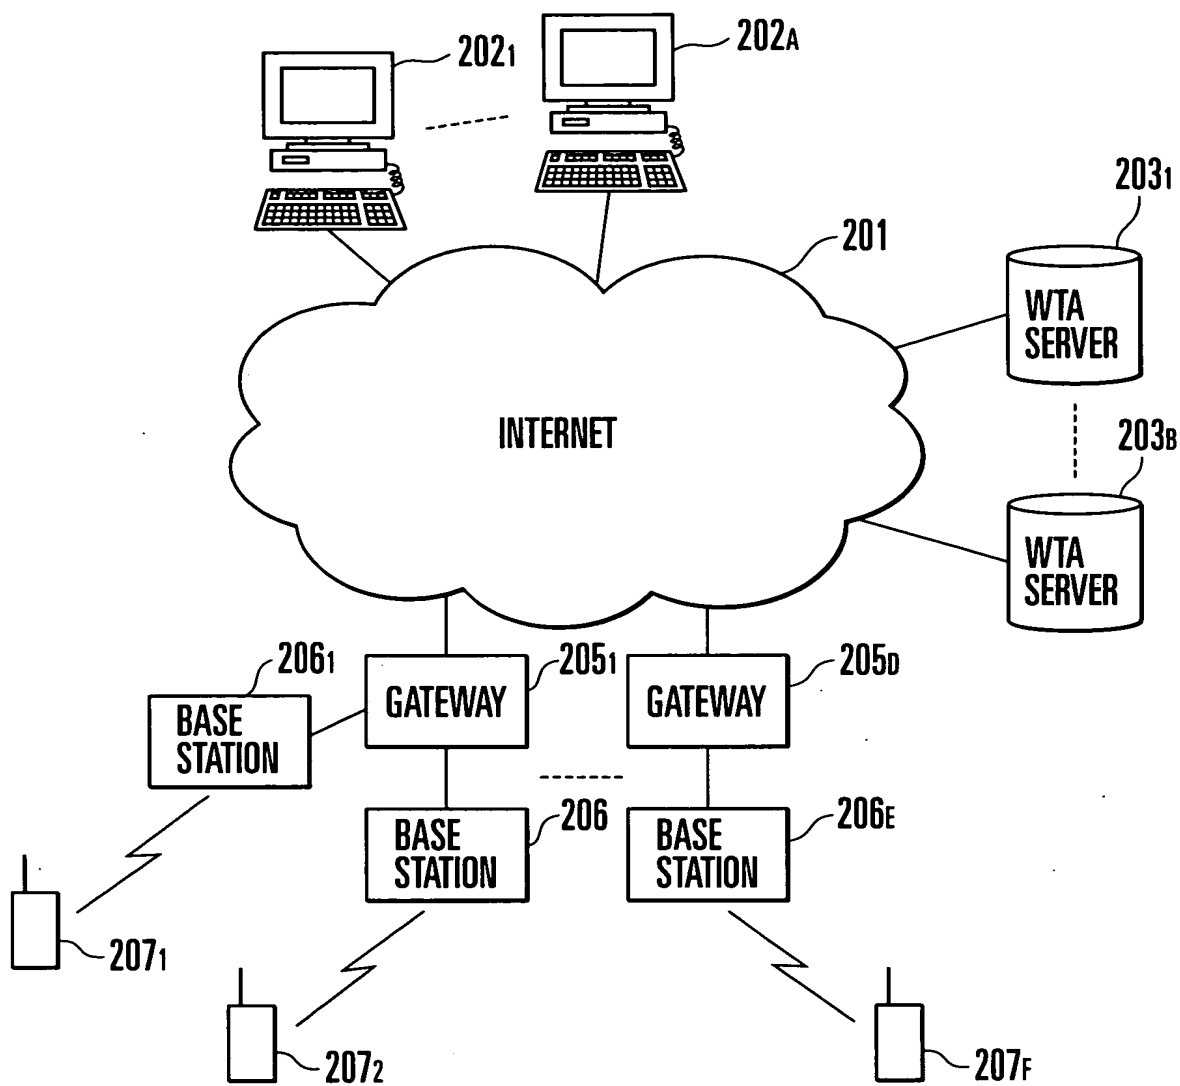 202₁
202A
201
203₁
WTA
SERVER
INTERNET
203B
WTA
SERVER
206₁
205₁
205D
BASE
STATION
GATEWAY
GATEWAY
BASE
STATION
206
BASE
STATION
206E
207₁
207₂
207F